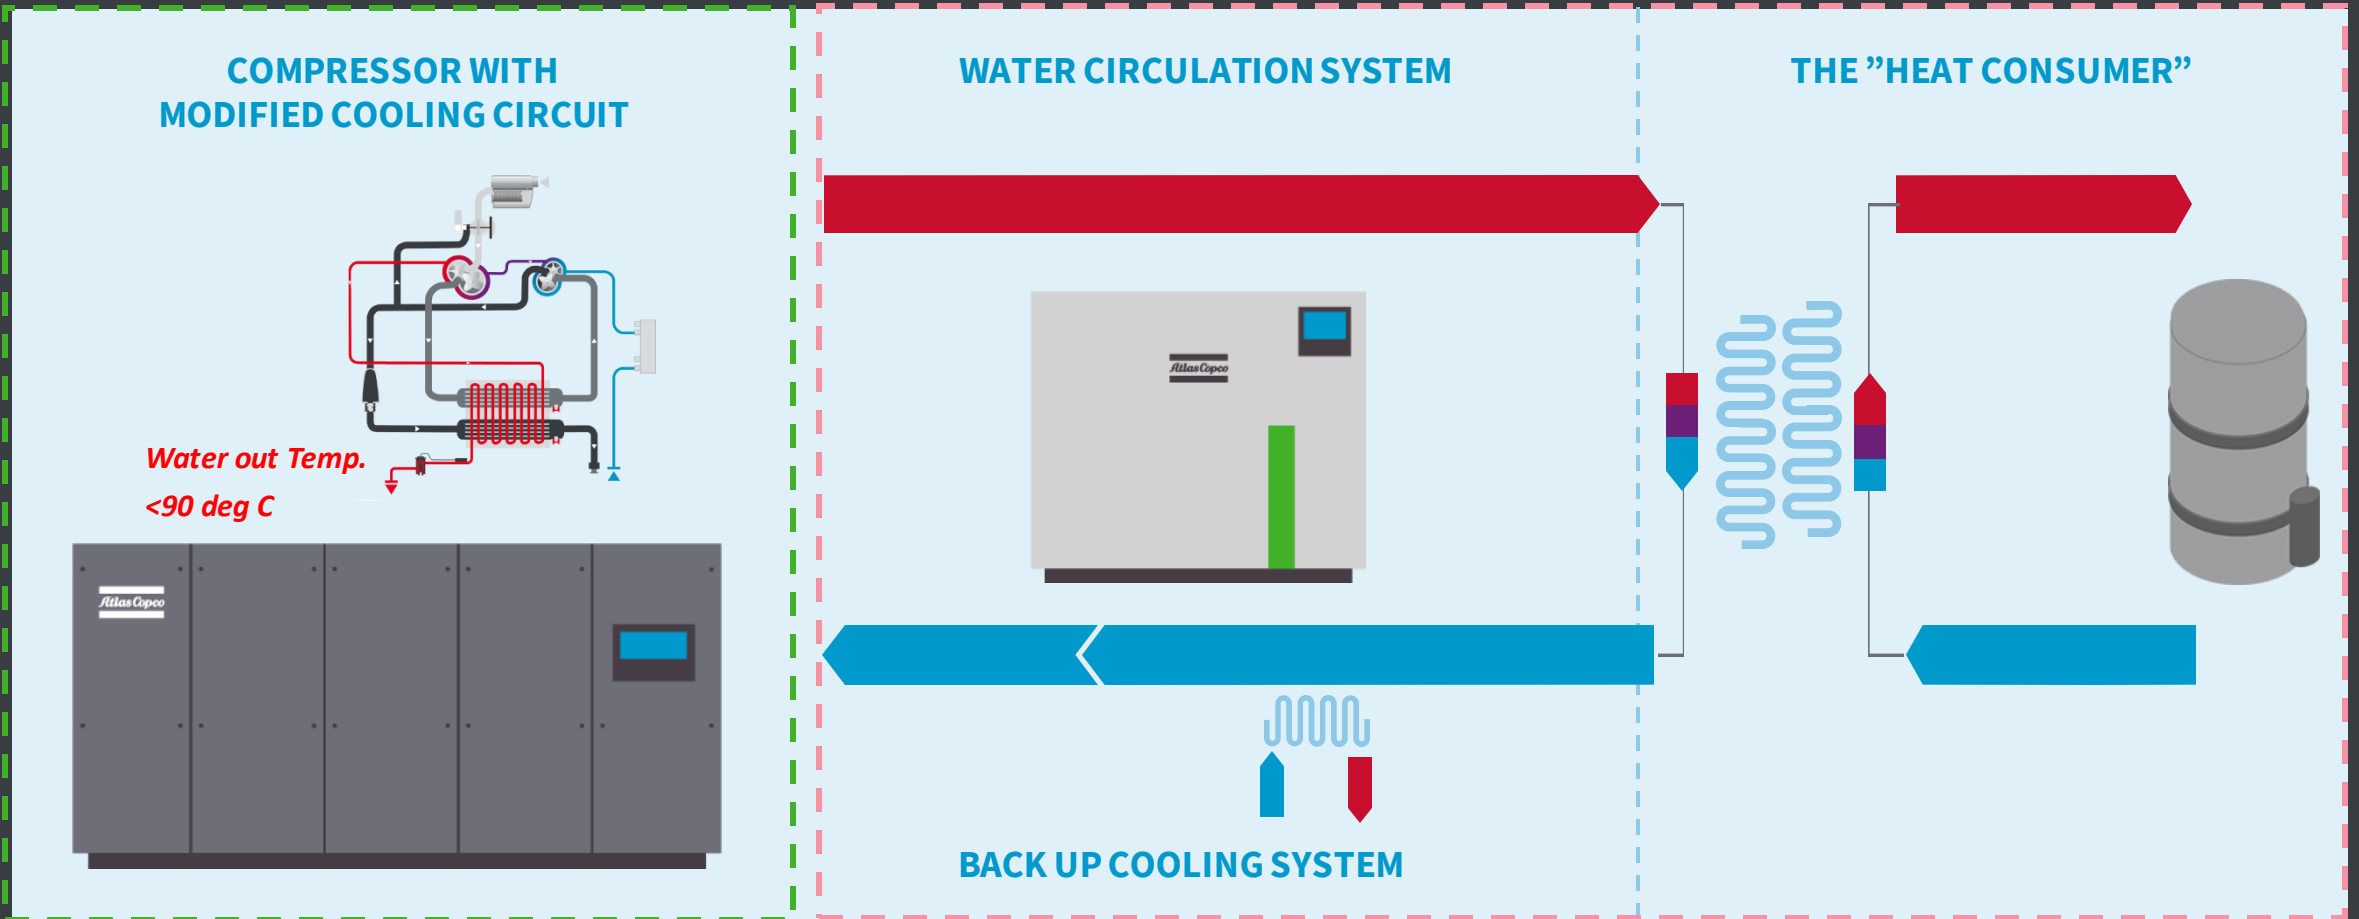 COMPRESSOR WITH
MODIFIED COOLING CIRCUIT
Water out Temp.
<90 deg C
Atlas Copco
WATER CIRCULATION SYSTEM
Atlas Copco
BACK UP COOLING SYSTEM
THE ”HEAT CONSUMER”